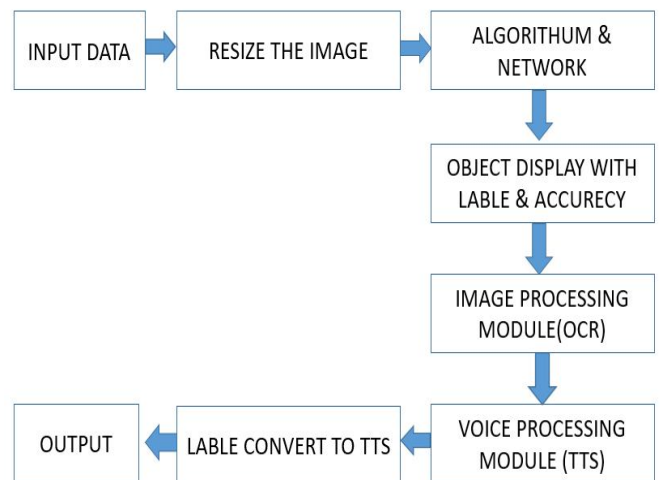 INPUT DATA
RESIZE THE IMAGE
ALGORITHUM &
NETWORK
OBJECT DISPLAY WITH
LABLE & ACCURECY
IMAGE PROCESSING
MODULE(OCR)
VOICE PROCESSING
MODULE (TTS)
LABLE CONVERT TO TTS
OUTPUT